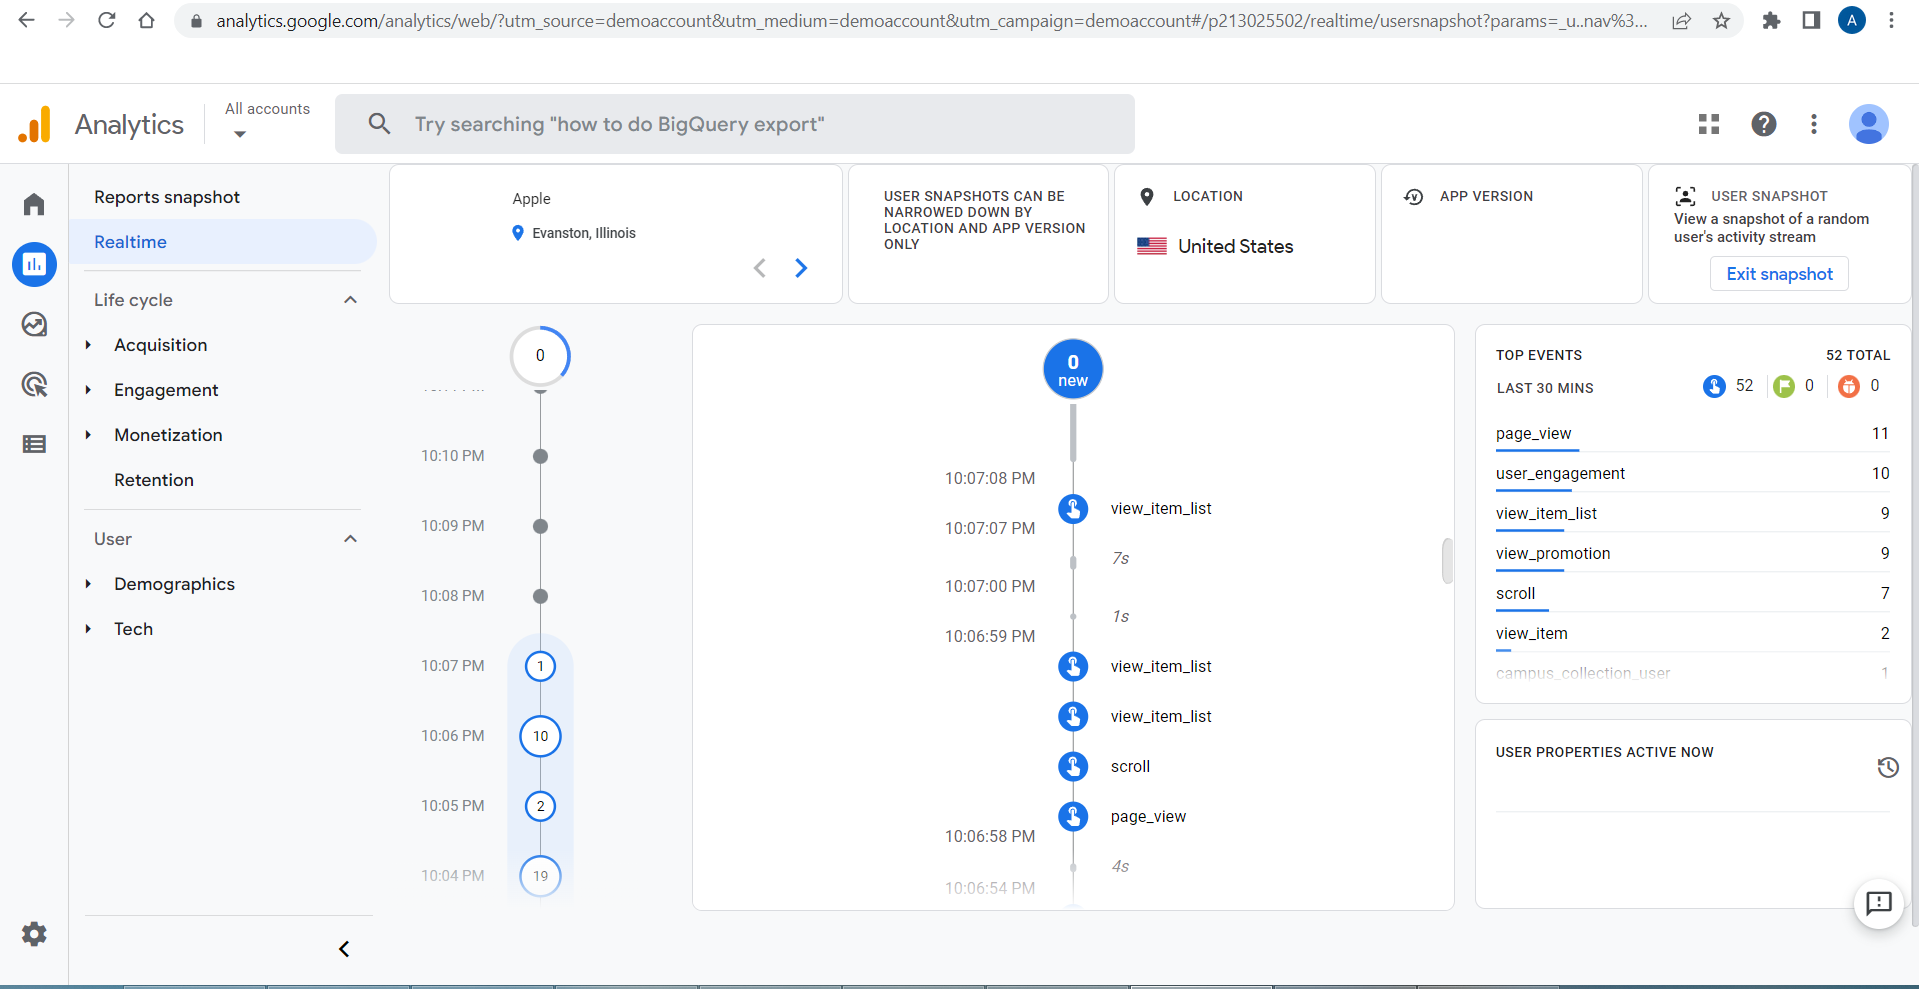 analytics.google.com/analytics/web/?utm_source=demoaccount&utm_medium=demoaccount&utm_campaign=demoaccount#/p213025502/realtime/usersnapshot?params=_u..nav%3...
A
Analytics
All accounts
Try searching "how to do BigQuery export"
Reports snapshot
Realtime
Life cycle
Acquisition
Engagement
Monetization
Retention
User
Demographics
Tech
Apple
Evanston, Illinois
USER SNAPSHOTS CAN BE
NARROWED DOWN BY
LOCATION AND APP VERSION
ONLY
LOCATION
United States
APP VERSION
USER SNAPSHOT
View a snapshot of a random
user's activity stream
Exit snapshot
0
10:10 PM
10:09 PM
10:08 PM
10:07 PM 1
10:06 PM 10
10:05 PM 2
10:04 PM 19
0
new
10:07:08 PM
view_item_list
10:07:07 PM
7s
10:07:00 PM
1s
10:06:59 PM
view_item_list
view_item_list
scroll
page_view
10:06:58 PM
4s
10:06:54 PM
TOP EVENTS 52 TOTAL
LAST 30 MINS 52 0 0
page_view 11
user_engagement 10
view_item_list 9
view_promotion 9
scroll 7
view_item 2
campus_collection_user 1
USER PROPERTIES ACTIVE NOW